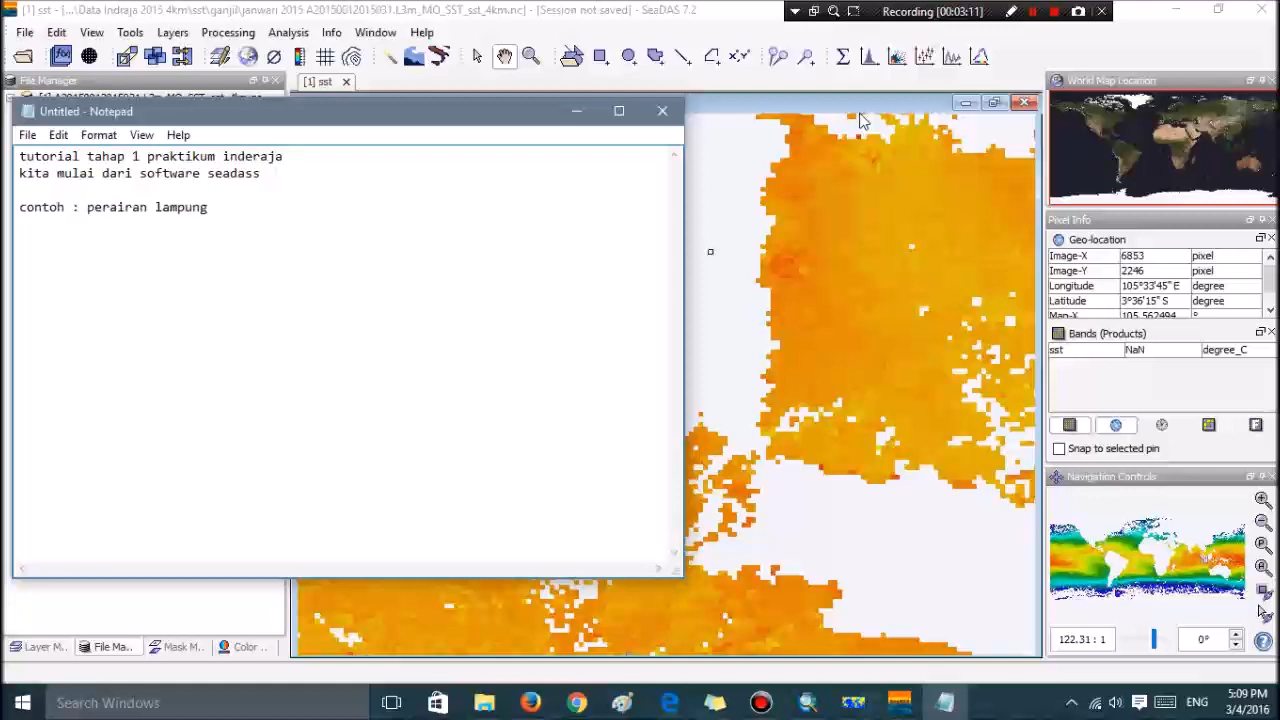 [1] sst - [...\Data Indraja 2015 4km\sst\ganjil\januari 2015 A20150012015031.L3m_MO_SST_sst_4km.nc] - [Session not saved] - SeaDAS 7.2
Recording [00:03:11]
File Edit View Tools Layers Processing Analysis Info Window Help
File Manager
[1] sst
World Map Location
Untitled - Notepad
File Edit Format View Help
tutorial tahap 1 praktikum inderaja
kita mulai dari software seadass
contoh : perairan lampung
Pixel Info
Geo-location
Image-X 6853 pixel
Image-Y 2246 pixel
Longitude 105°33'45" E degree
Latitude 3°36'15" S degree
Map-X 105.562494 °
Bands (Products)
sst NaN degree_C
Snap to selected pin
Navigation Controls
122.31 : 1
0°
Layer M... File Ma... Mask M... Color ...
Search Windows
ENG
5:09 PM
3/4/2016